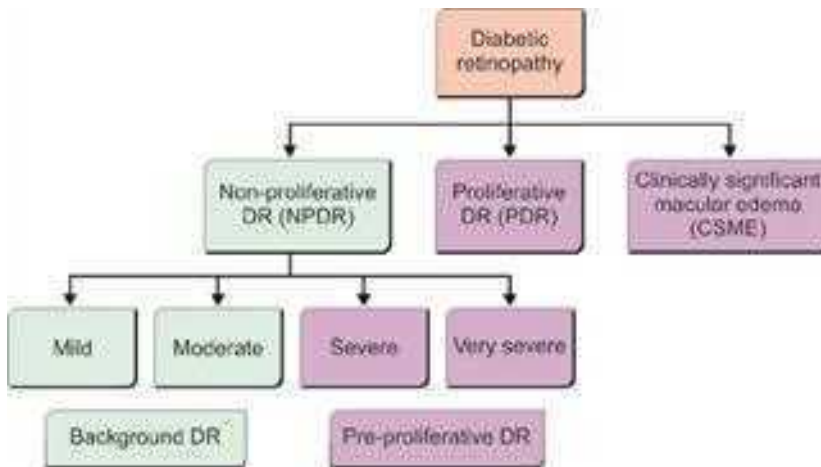 Diabetic
retinopathy
Non-proliferative
DR (NPDR)
Proliferative
DR (PDR)
Clinically significant
macular edema
(CSME)
Mild
Moderate
Severe
Very severe
Background DR
Pre-proliferative DR